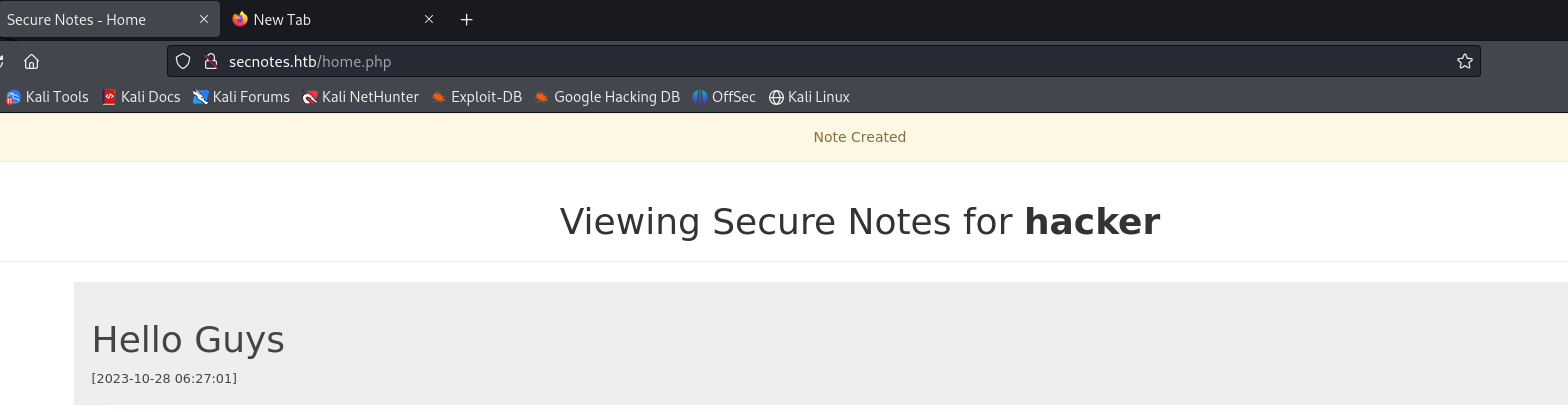 Secure Notes - Home
New Tab
secnotes.htb/home.php
Kali Tools Kali Docs Kali Forums Kali NetHunter Exploit-DB Google Hacking DB OffSec Kali Linux
Note Created
Viewing Secure Notes for hacker
Hello Guys
[2023-10-28 06:27:01]